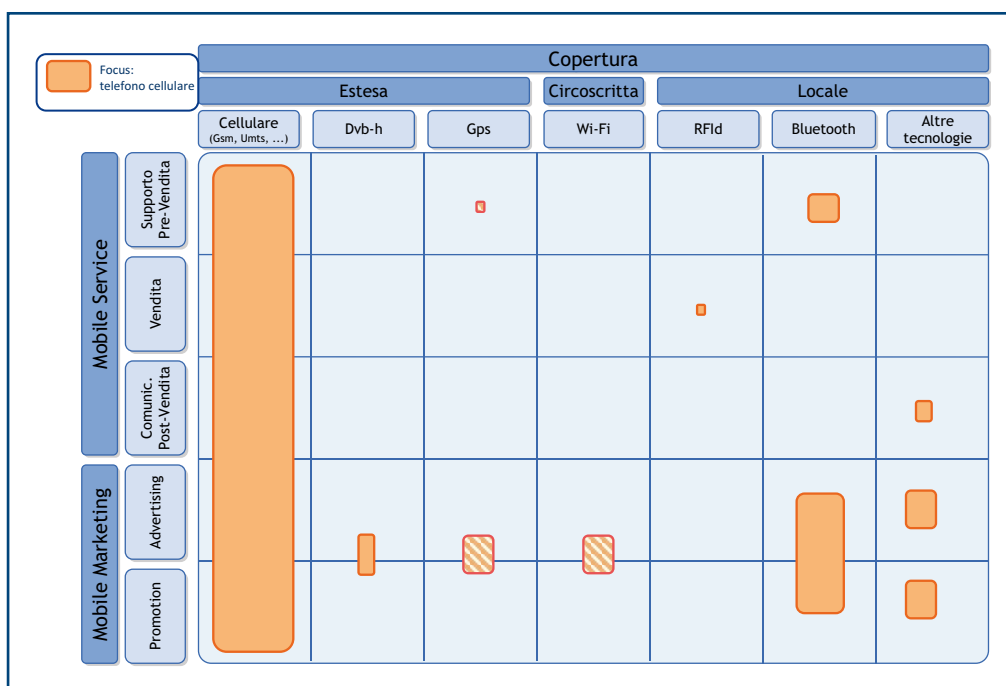 Focus:
telefono cellulare
Copertura
Estesa
Circoscritta
Locale
Cellulare
(Gsm, Umts, ...)
Dvb-h
Gps
Wi-Fi
RFId
Bluetooth
Altre
tecnologie
Mobile Service
Supporto
Pre-Vendita
Vendita
Comunic.
Post-Vendita
Mobile Marketing
Advertising
Promotion